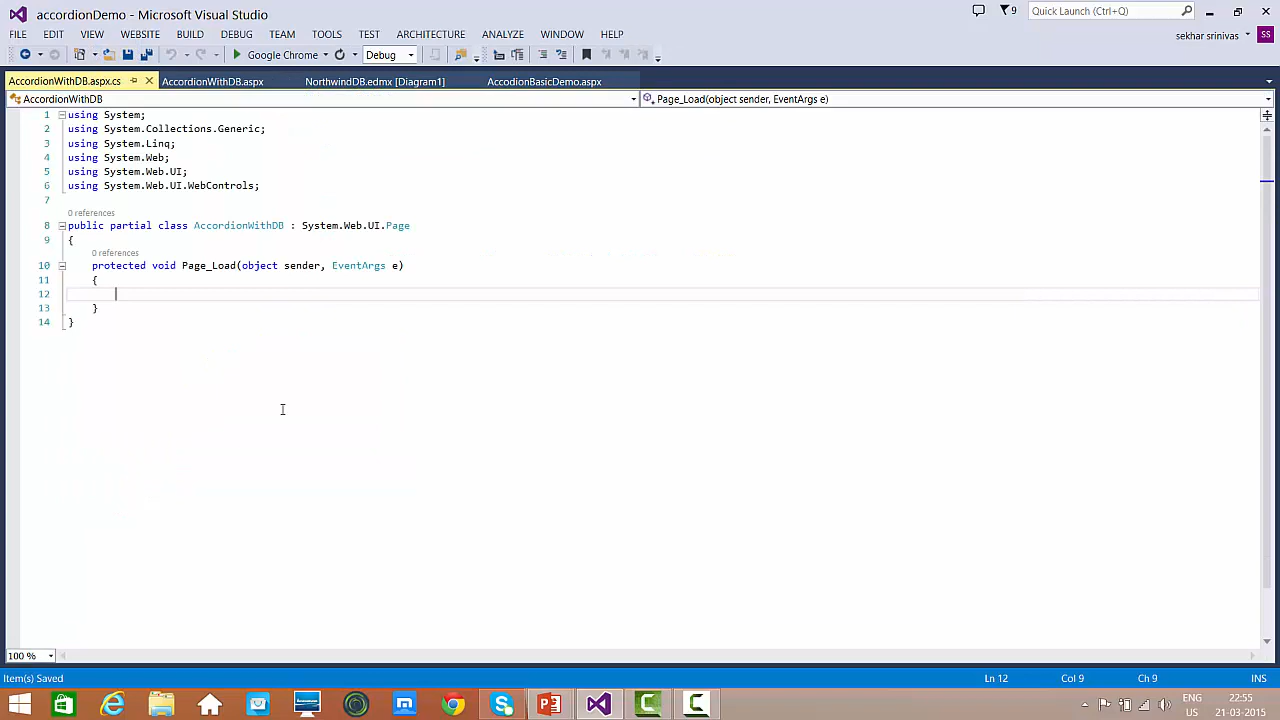 accordionDemo - Microsoft Visual Studio
9
Quick Launch (Ctrl+Q)
FILE EDIT VIEW WEBSITE BUILD DEBUG TEAM TOOLS TEST ARCHITECTURE ANALYZE WINDOW HELP
sekhar srinivas
SS
Google Chrome
Debug
AccordionWithDB.aspx.cs
AccordionWithDB.aspx
NorthwindDB.edmx [Diagram1]
AccodionBasicDemo.aspx
AccordionWithDB
Page_Load(object sender, EventArgs e)
1 using System;
2 using System.Collections.Generic;
3 using System.Linq;
4 using System.Web;
5 using System.Web.UI;
6 using System.Web.UI.WebControls;
7
0 references
8 public partial class AccordionWithDB : System.Web.UI.Page
9 {
0 references
10 protected void Page_Load(object sender, EventArgs e)
11 {
12
13 }
14 }
100 %
Item(s) Saved
Ln 12
Col 9
Ch 9
INS
ENG
US
22:55
21-03-2015